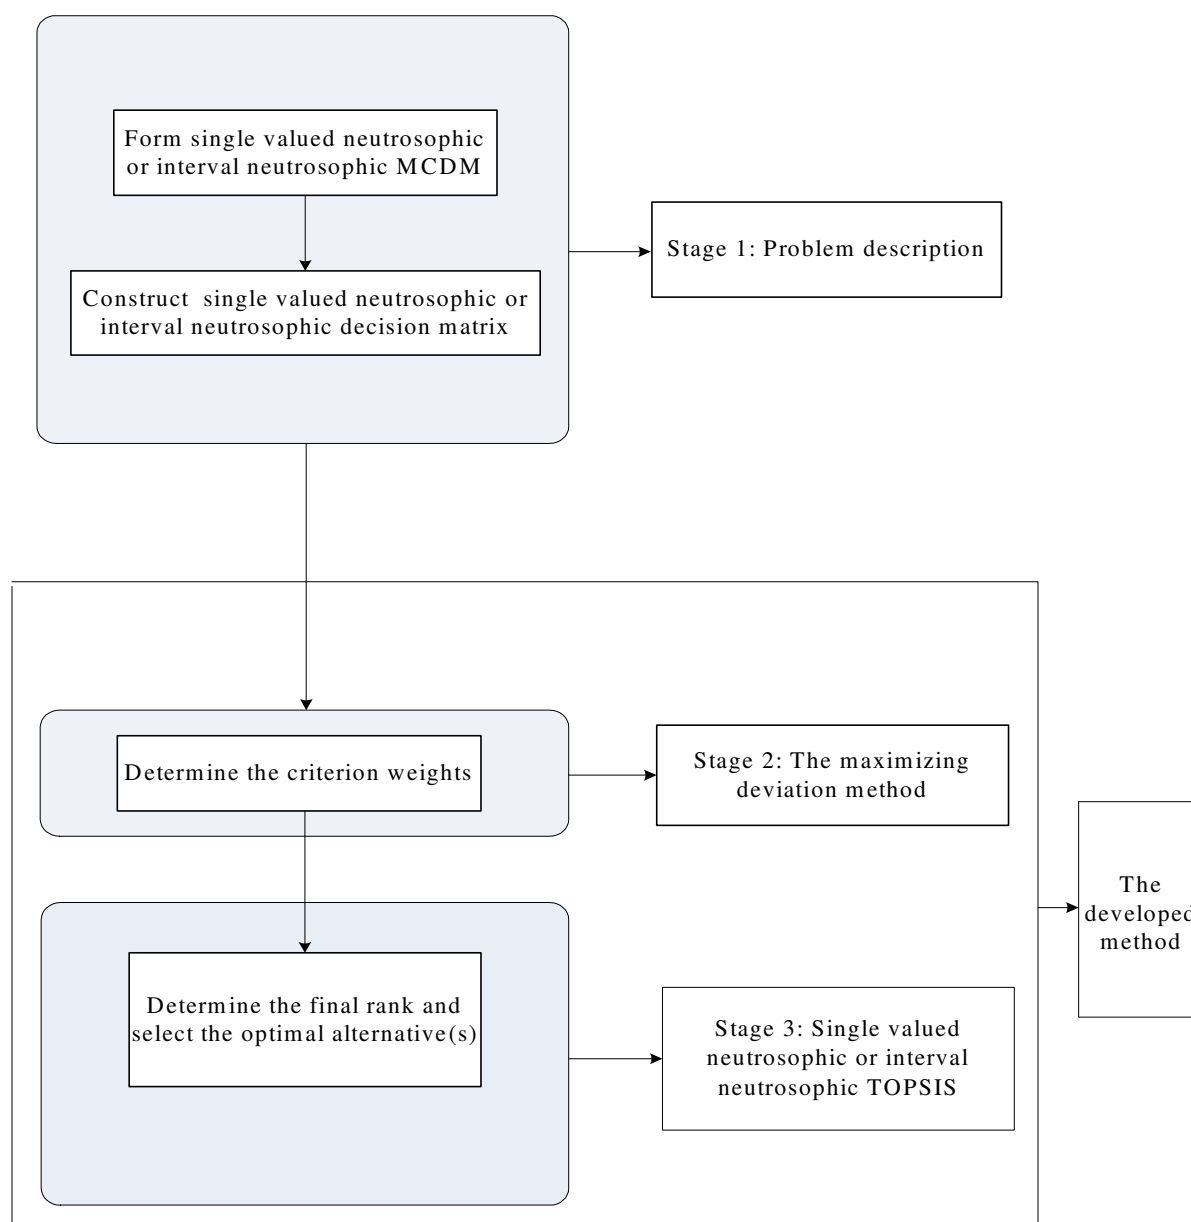 Form single valued neutrosophic
or interval neutrosophic MCDM
Stage 1: Problem description
Construct single valued neutrosophic or
interval neutrosophic decision matrix
Determine the criterion weights
Stage 2: The maximizing
deviation method
The
developed
method
Determine the final rank and
select the optimal alternative(s)
Stage 3: Single valued
neutrosophic or interval
neutrosophic TOPSIS